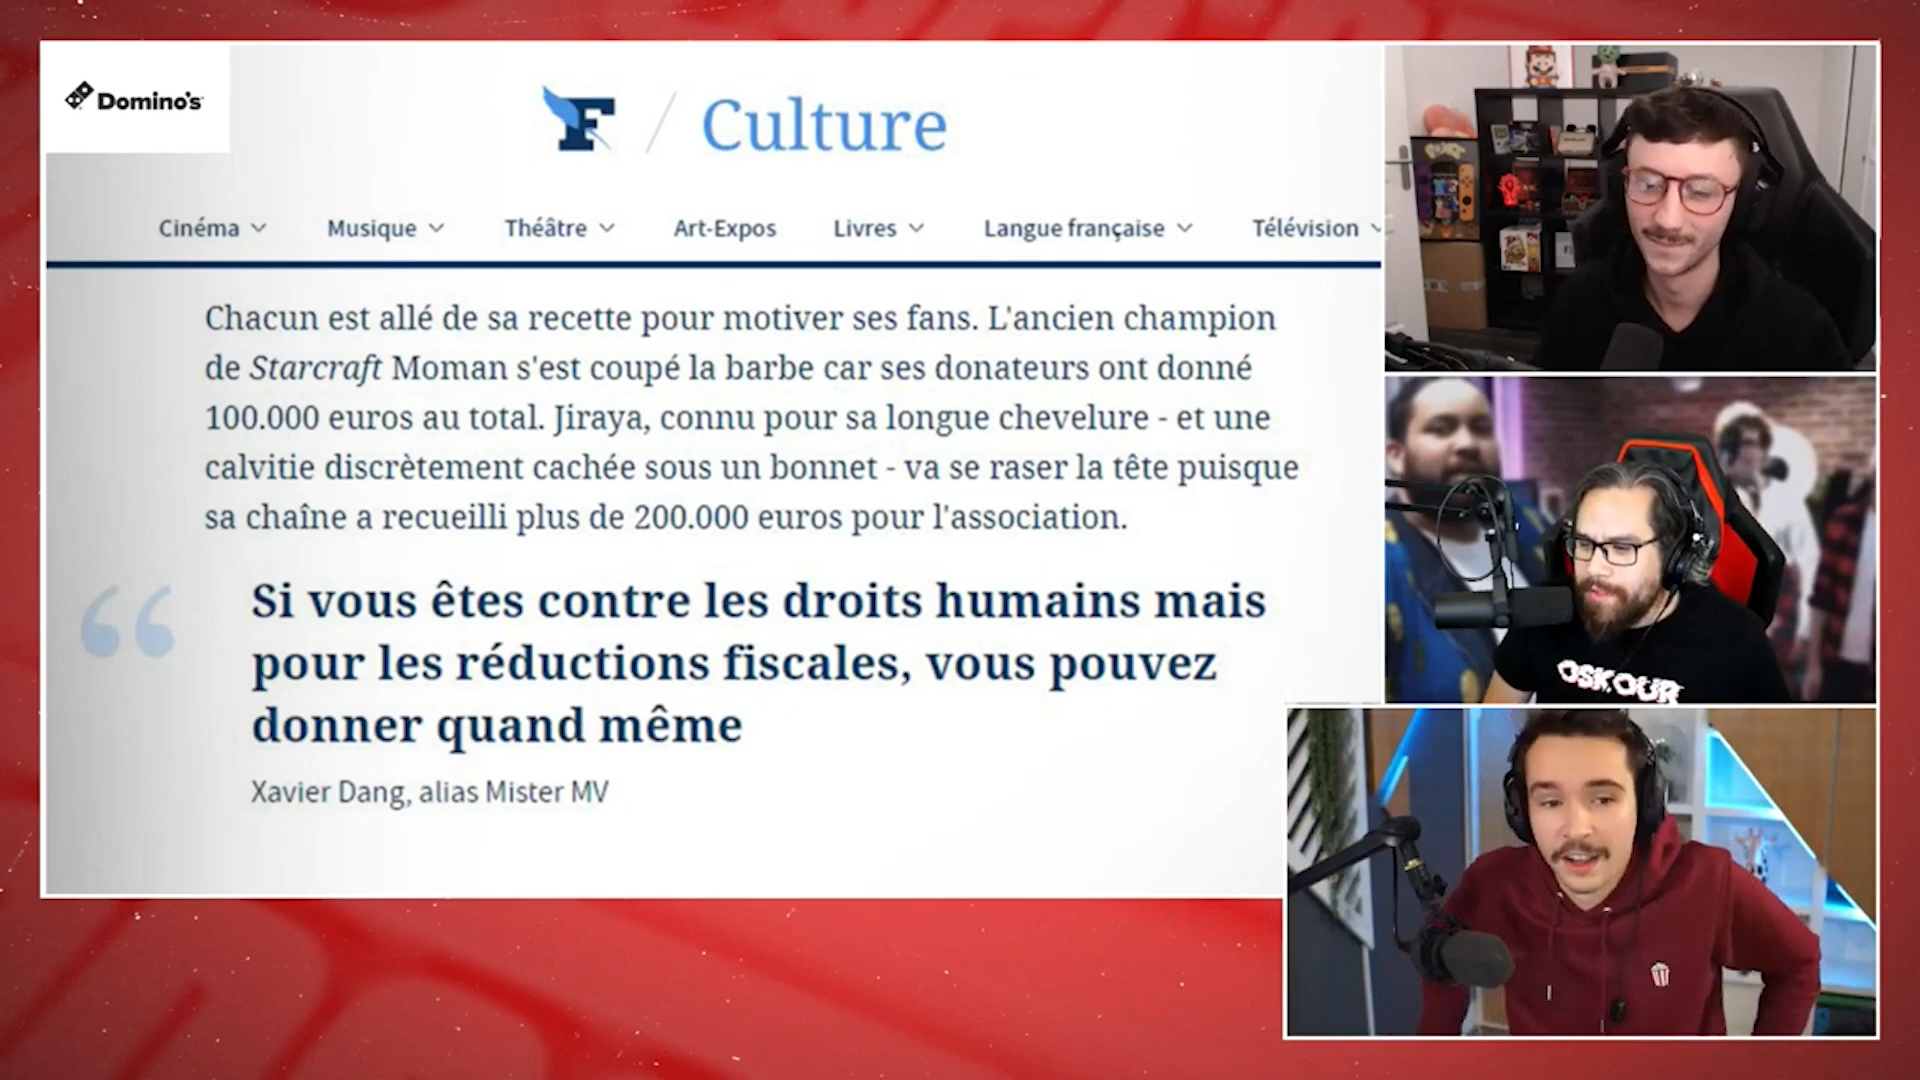 Domino's
F / Culture
Cinéma Musique Théâtre Art-Expos Livres Langue française Télévision
Chacun est allé de sa recette pour motiver ses fans. L'ancien champion
de Starcraft Moman s'est coupé la barbe car ses donateurs ont donné
100.000 euros au total. Jiraya, connu pour sa longue chevelure - et une
calvitie discrètement cachée sous un bonnet - va se raser la tête puisque
sa chaîne a recueilli plus de 200.000 euros pour l'association.
“ Si vous êtes contre les droits humains mais
pour les réductions fiscales, vous pouvez
donner quand même
Xavier Dang, alias Mister MV
OSKOUR